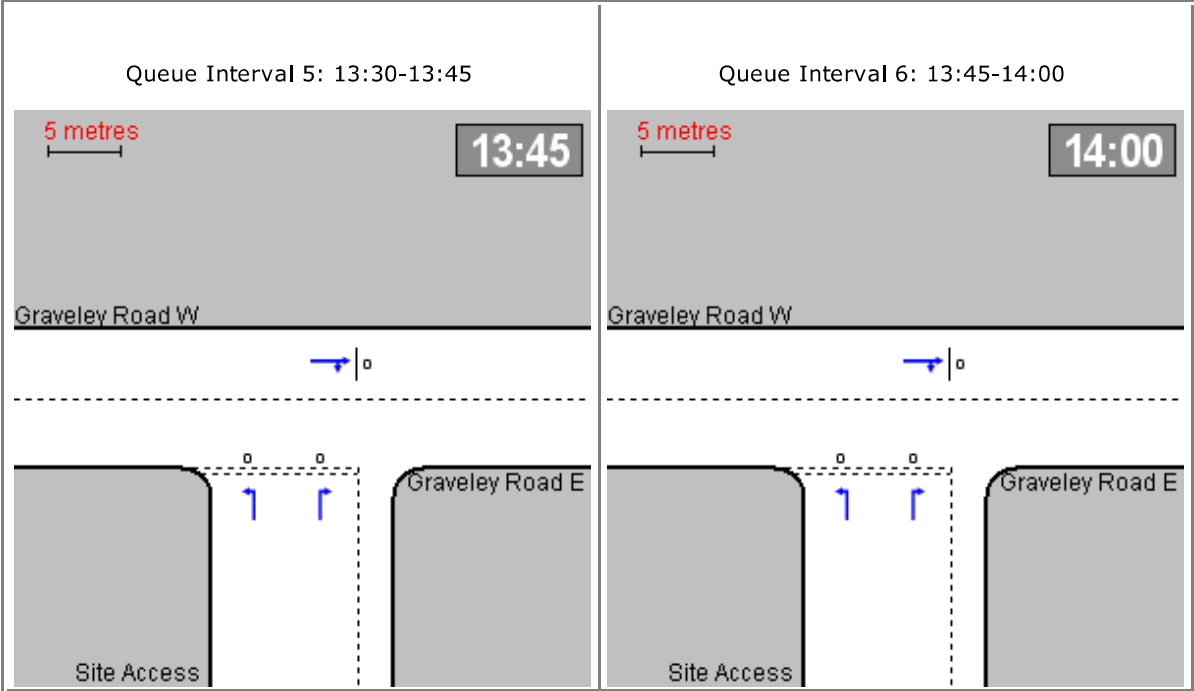 Queue Interval 5: 13:30-13:45
5 metres
13:45
Graveley Road W
o
o o
Graveley Road E
Site Access
Queue Interval 6: 13:45-14:00
5 metres
14:00
Graveley Road W
o
o o
Graveley Road E
Site Access